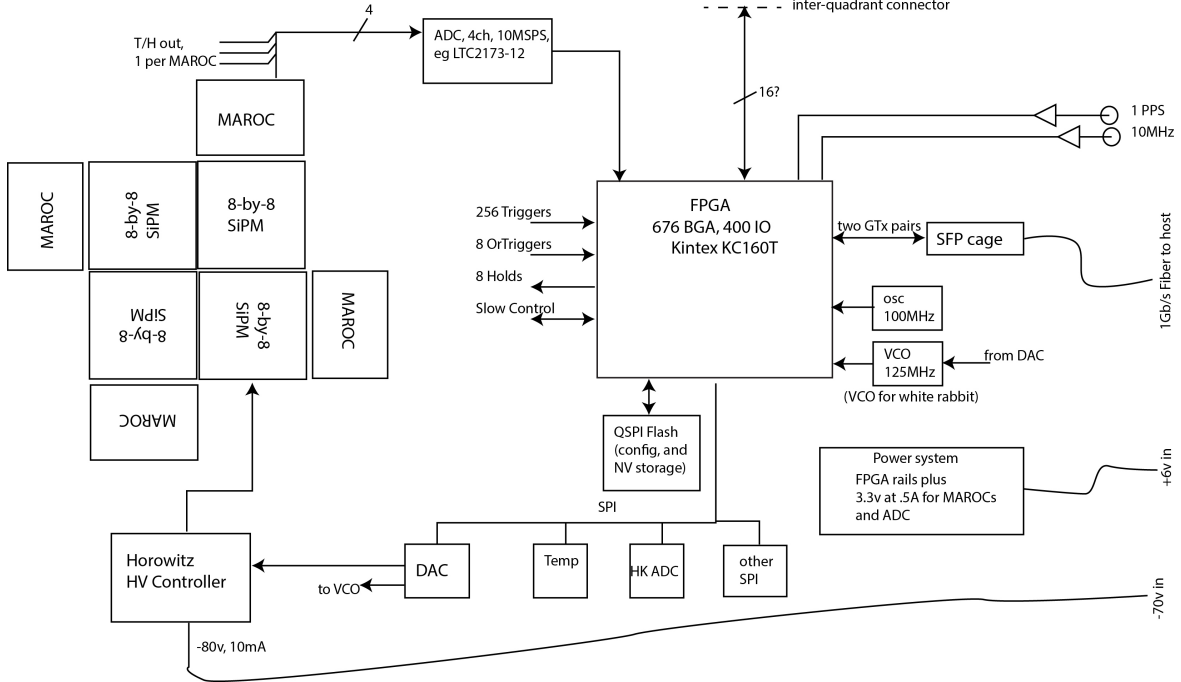 inter-quadrant connector
4
T/H out,
1 per MAROC
ADC, 4ch, 10MSPS,
eg LTC2173-12
16?
1 PPS
10MHz
MAROC
MAROC
8-by-8
SiPM
8-by-8
SiPM
8-by-8
SiPM
8-by-8
SiPM
MAROC
MAROC
256 Triggers
8 OrTriggers
8 Holds
Slow Control
FPGA
676 BGA, 400 IO
Kintex KC160T
two GTx pairs
SFP cage
1Gb/s Fiber to host
osc
100MHz
VCO
125MHz
from DAC
(VCO for white rabbit)
QSPI Flash
(config, and
NV storage)
Power system
FPGA rails plus
3.3v at .5A for MAROCs
and ADC
+6v in
SPI
Horowitz
HV Controller
DAC
to VCO
Temp
HK ADC
other
SPI
-70v in
-80v, 10mA